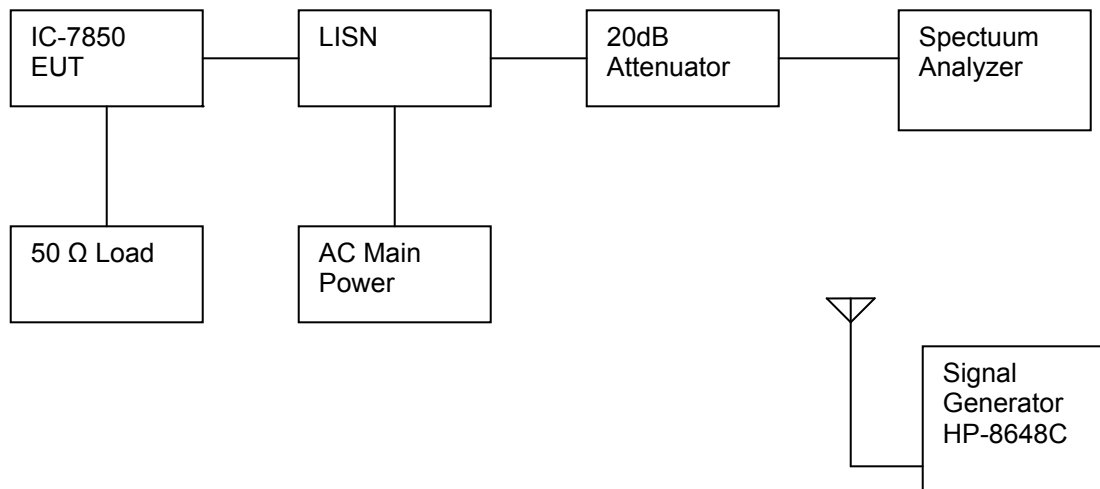 IC-7850
EUT
LISN
20dB
Attenuator
Spectuum
Analyzer
50 Ω Load
AC Main
Power
Signal
Generator
HP-8648C